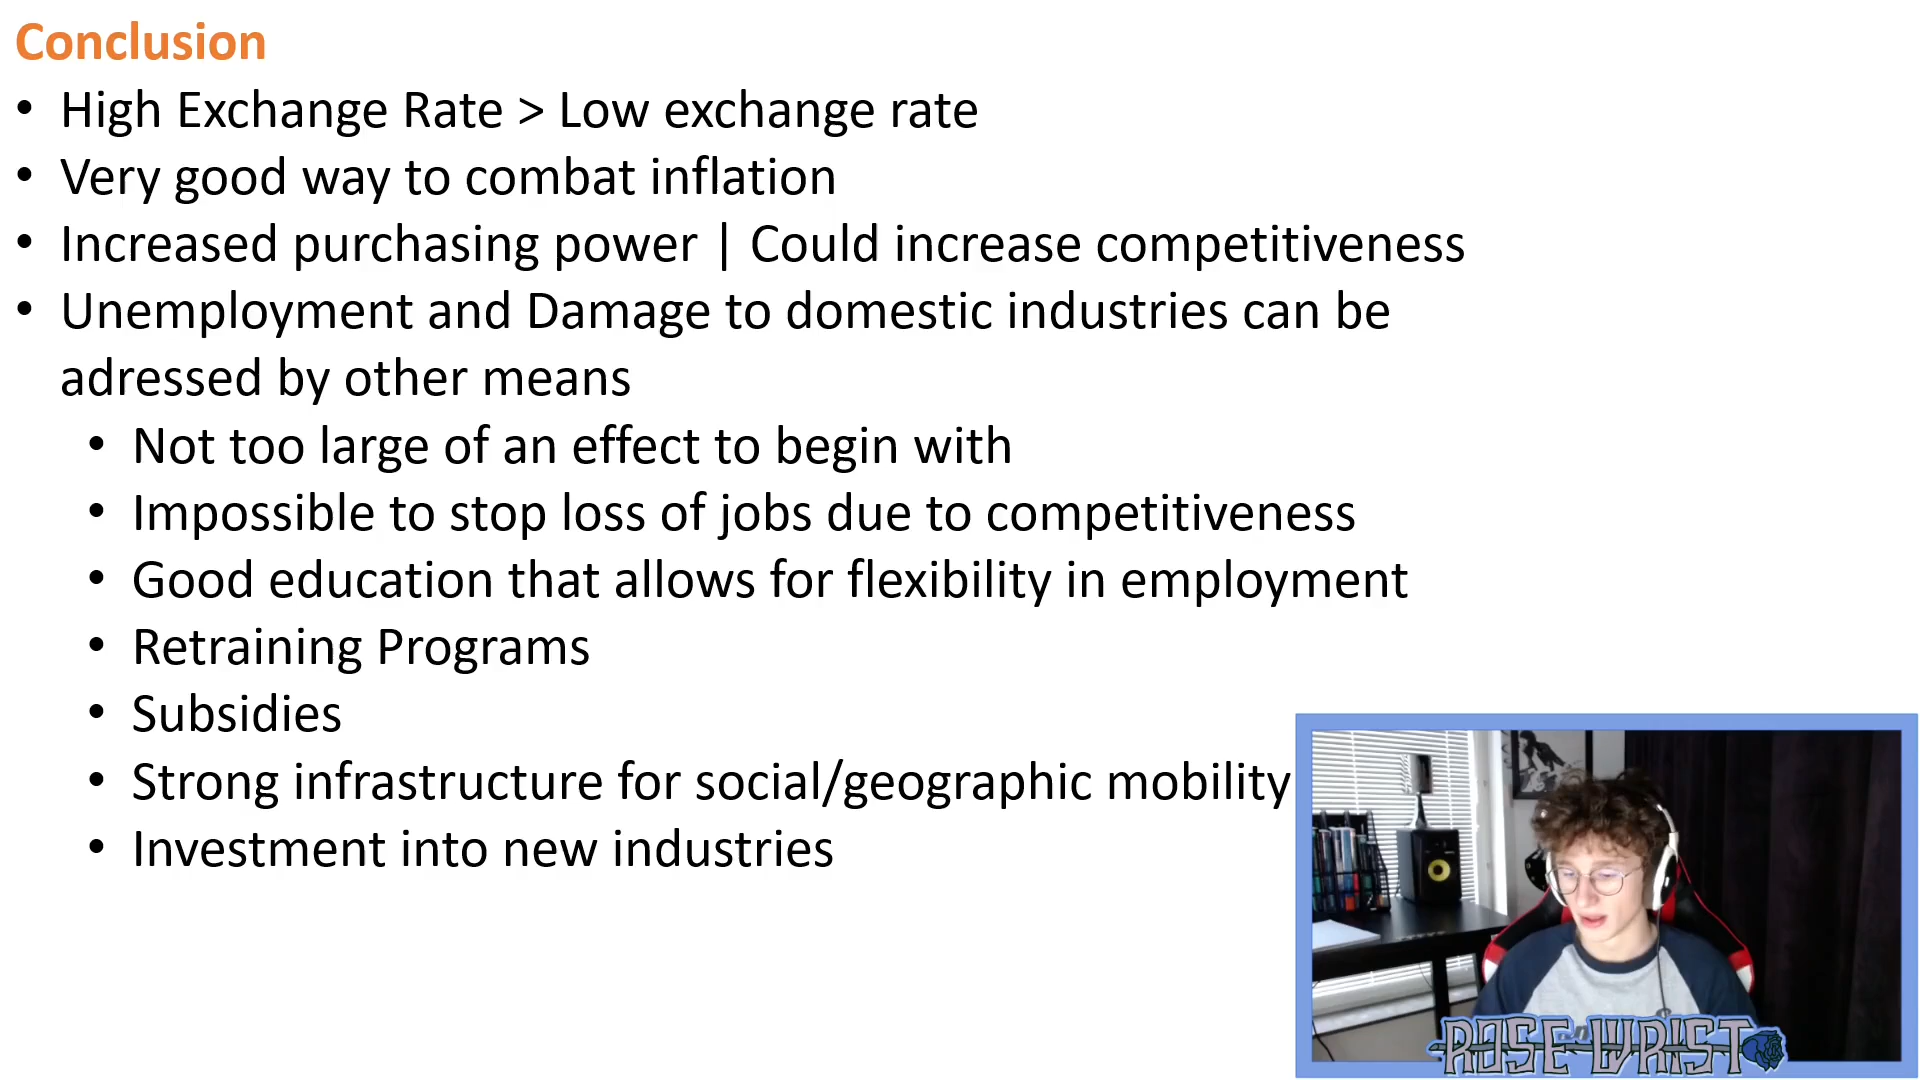 Conclusion
• High Exchange Rate > Low exchange rate
• Very good way to combat inflation
• Increased purchasing power | Could increase competitiveness
• Unemployment and Damage to domestic industries can be
adressed by other means
• Not too large of an effect to begin with
• Impossible to stop loss of jobs due to competitiveness
• Good education that allows for flexibility in employment
• Retraining Programs
• Subsidies
• Strong infrastructure for social/geographic mobility
• Investment into new industries
ROSE WRIST